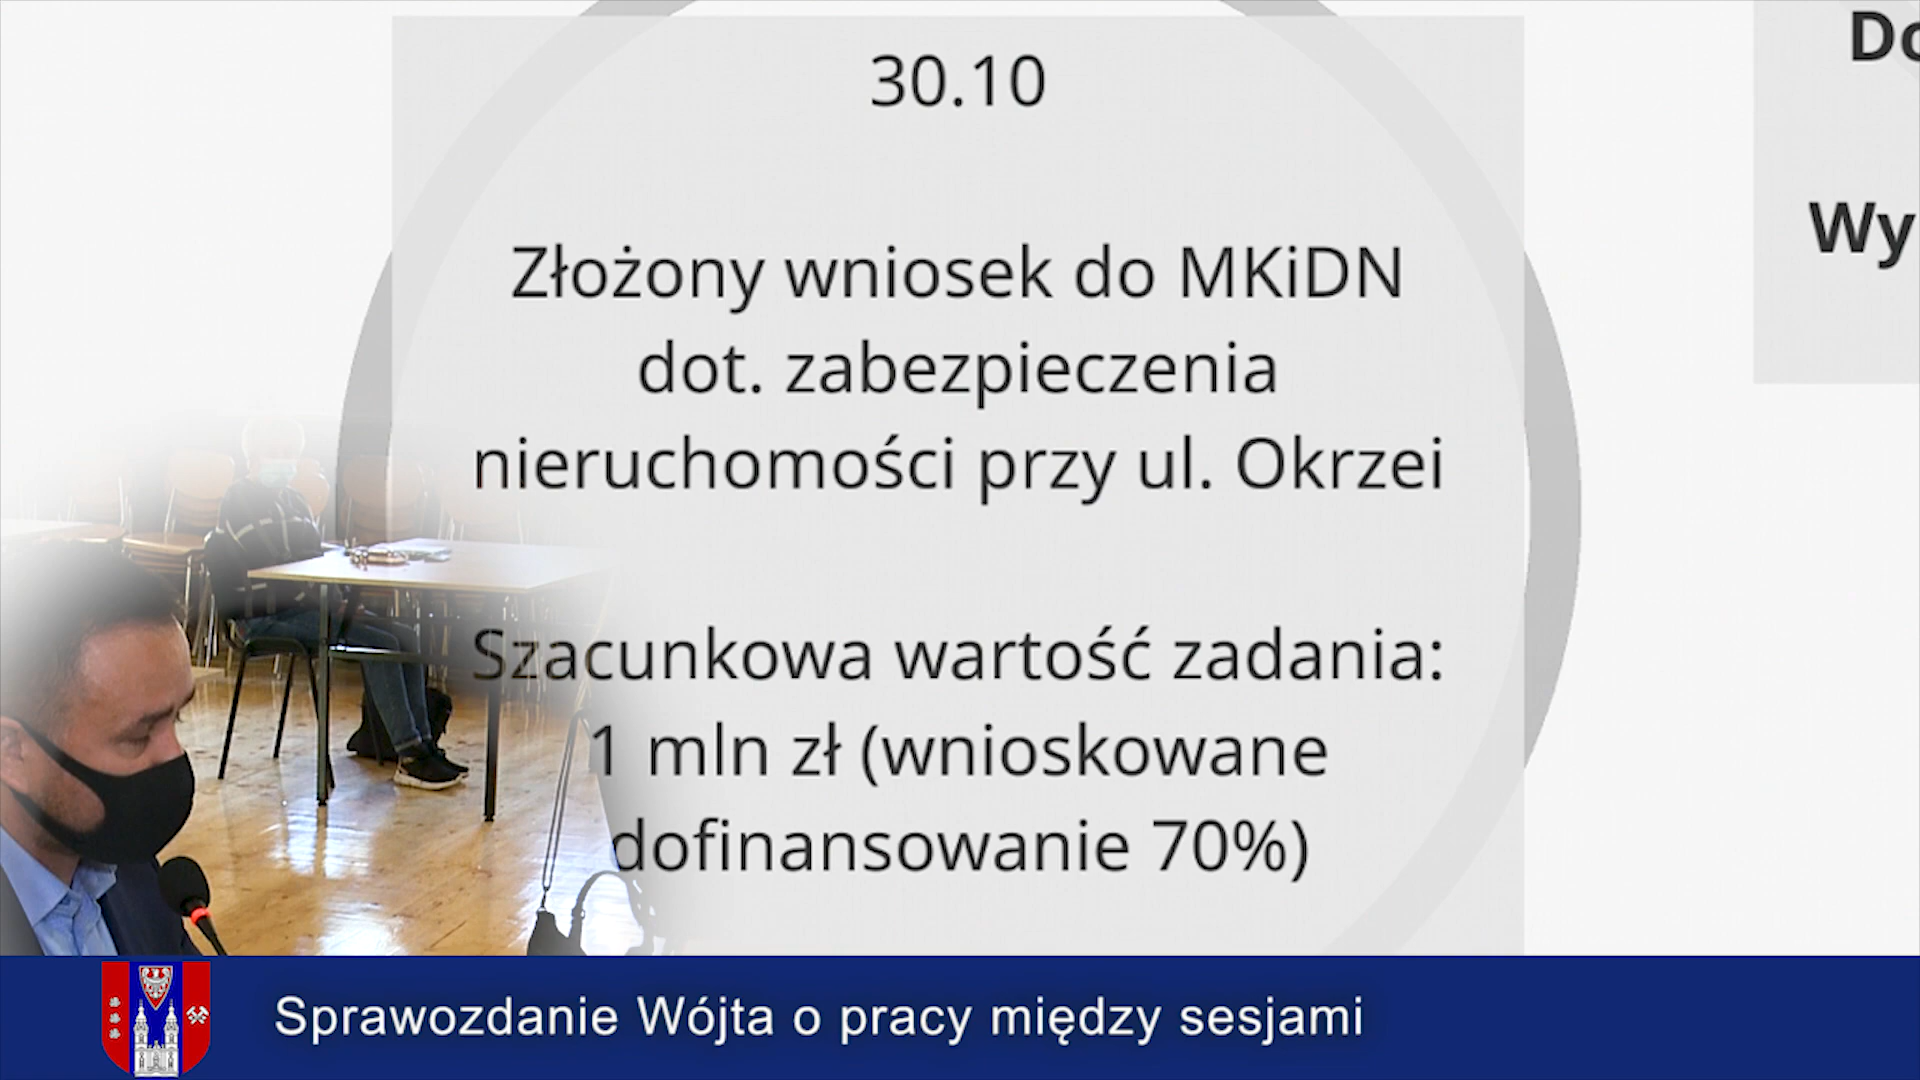 30.10
Złożony wniosek do MKiDN
dot. zabezpieczenia
nieruchomości przy ul. Okrzei
Szacunkowa wartość zadania:
1 mln zł (wnioskowane
dofinansowanie 70%)
Sprawozdanie Wójta o pracy między sesjami